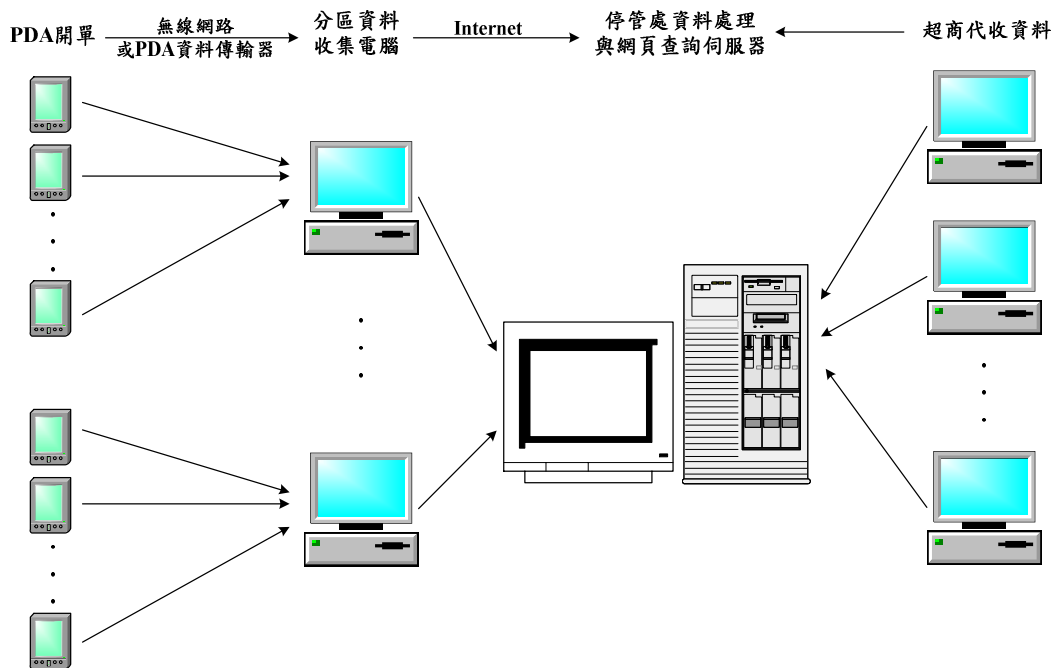 PDA開單
無線網路
或PDA資料傳輸器
分區資料
收集電腦
Internet
停管處資料處理
與網頁查詢伺服器
超商代收資料